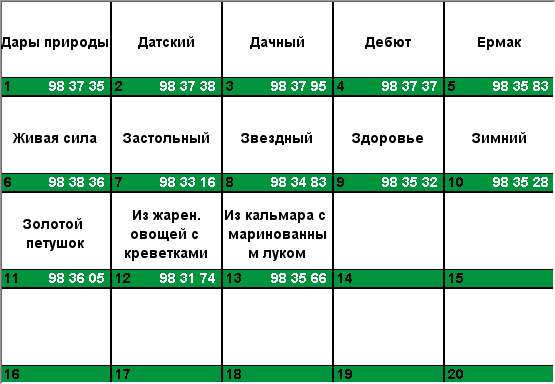 Дары природы Датский Дачный Дебют Ермак
1 98 37 35 2 98 37 38 3 98 37 95 4 98 37 37 5 98 35 83
Живая сила Застольный Звездный Здоровье Зимний
6 98 38 36 7 98 33 16 8 98 34 83 9 98 35 32 10 98 35 28
Золотой
петушок
Из жарен.
овощей с
креветками
Из кальмара с
маринованны
м луком
11 98 36 05 12 98 31 74 13 98 35 66 14 15
16 17 18 19 20